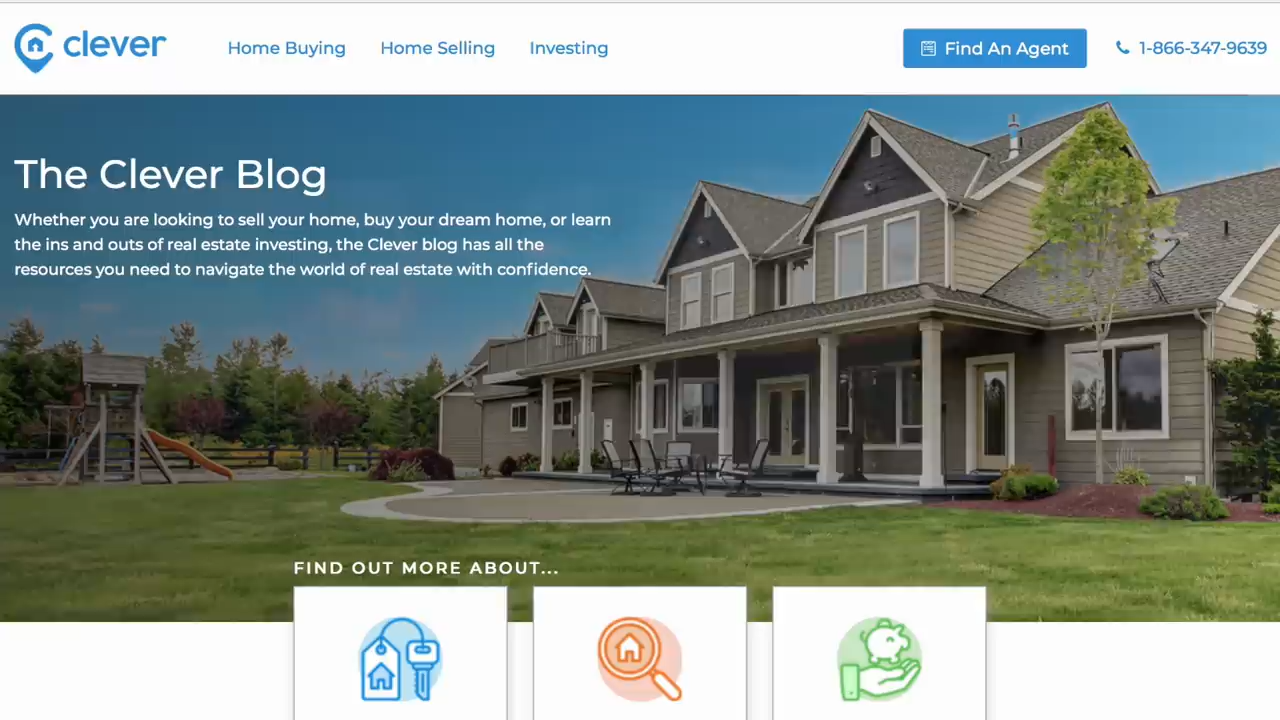 clever
Home Buying
Home Selling
Investing
Find An Agent
1-866-347-9639
The Clever Blog
Whether you are looking to sell your home, buy your dream home, or learn
the ins and outs of real estate investing, the Clever blog has all the
resources you need to navigate the world of real estate with confidence.
FIND OUT MORE ABOUT...